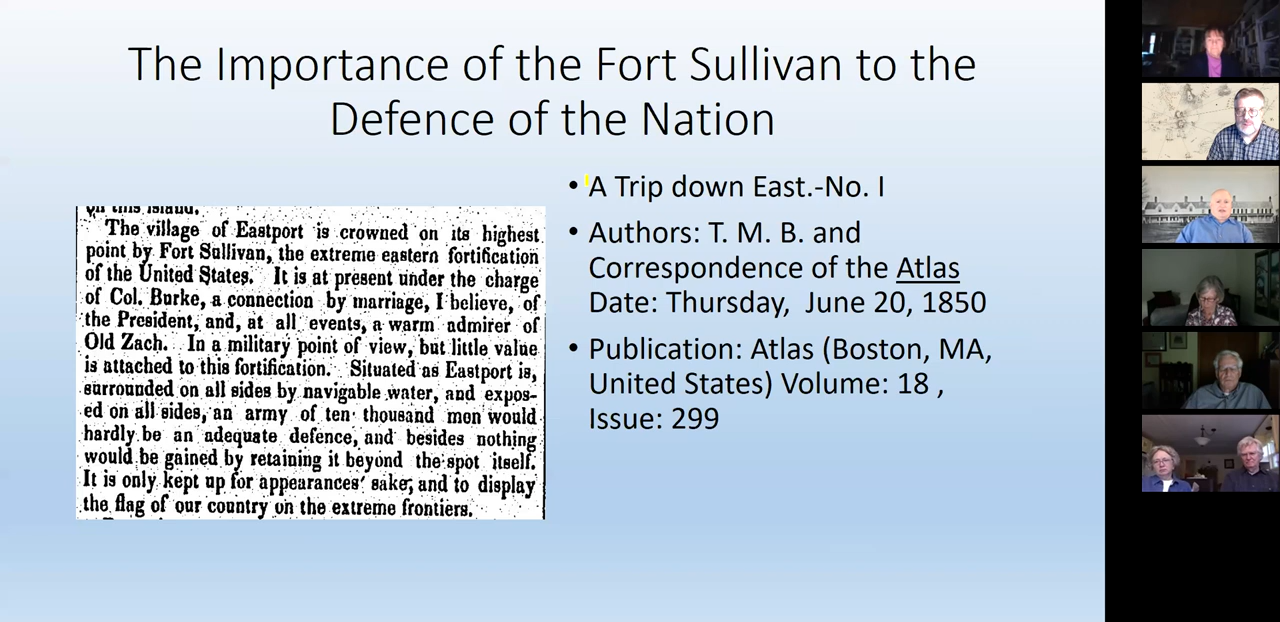 The Importance of the Fort Sullivan to the
Defence of the Nation
on this island.
The village of Eastport is crowned on its highest
point by Fort Sullivan, the extreme eastern fortification
of the United States. It is at present under the charge
of Col. Burke, a connection by marriage, I believe, of
the President, and, at all events, a warm admirer of
Old Zach. In a military point of view, but little value
is attached to this fortification. Situated as Eastport is,
surrounded on all sides by navigable water, and expos-
ed on all sides, an army of ten thousand men would
hardly be an adequate defence, and besides nothing
would be gained by retaining it beyond the spot itself.
It is only kept up for appearances' sake, and to display
the flag of our country on the extreme frontiers.
• A Trip down East.-No. I
• Authors: T. M. B. and
Correspondence of the Atlas
Date: Thursday, June 20, 1850
• Publication: Atlas (Boston, MA,
United States) Volume: 18 ,
Issue: 299